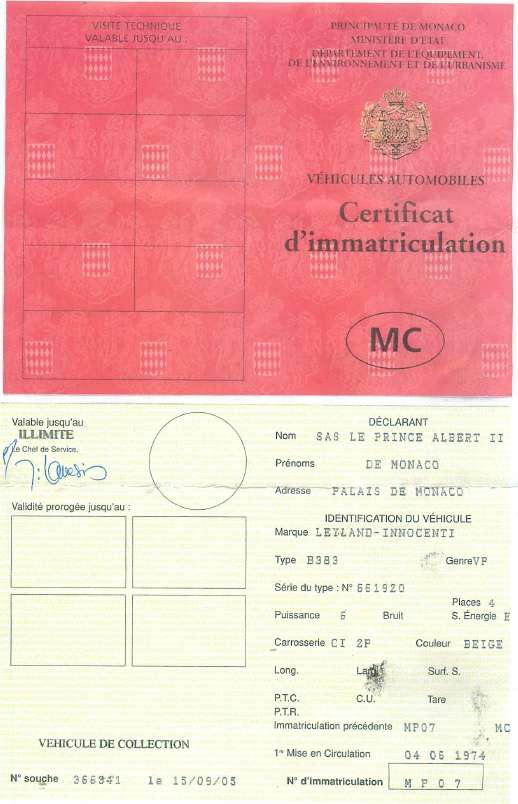 VISITE TECHNIQUE
VALABLE JUSQU'AU :
PRINCIPAUTÉ DE MONACO
MINISTÈRE D'ÉTAT
DÉPARTEMENT DE L'ÉQUIPEMENT,
DE L'ENVIRONNEMENT ET DE L'URBANISME
VÉHICULES AUTOMOBILES
Certificat
d'immatriculation
MC
Valable jusqu'au
ILLIMITE
Le Chef de Service,
Validité prorogée jusqu'au :
VEHICULE DE COLLECTION
N° souche 366341 le 15/09/05
DÉCLARANT
Nom SAS LE PRINCE ALBERT II
Prénoms DE MONACO
Adresse PALAIS DE MONACO
IDENTIFICATION DU VÉHICULE
Marque LEYLAND-INNOCENTI
Type B383 Genre VP
Série du type : N° 661920
Places 4
Puissance 6 Bruit S. Énergie E
Carrosserie CI 2P Couleur BEIGE
Long. Larg. Surf. S.
P.T.C. C.U. Tare
P.T.R.
Immatriculation précédente MP07 MC
1re Mise en Circulation 04 06 1974
N° d'immatriculation MP07